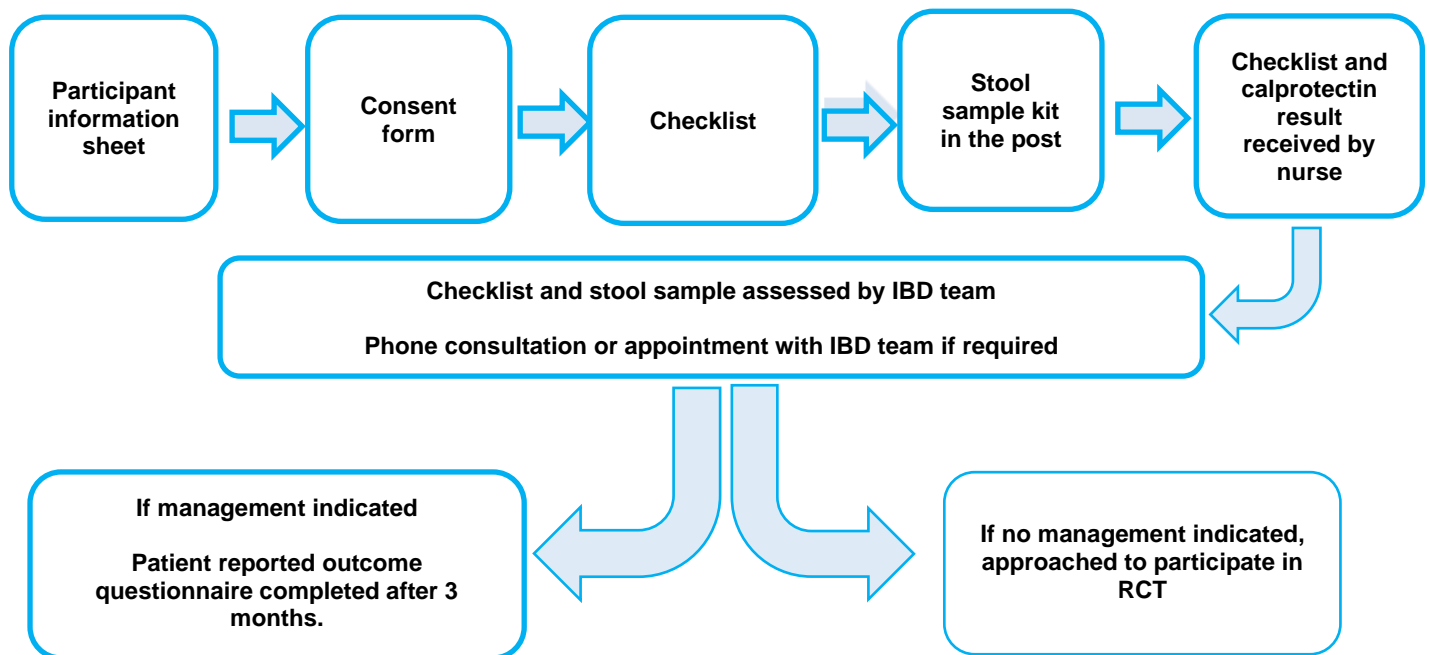 Participant
information
sheet
Consent
form
Checklist
Stool
sample kit
in the post
Checklist and
calprotectin
result
received by
nurse
Checklist and stool sample assessed by IBD team
Phone consultation or appointment with IBD team if required
If management indicated
Patient reported outcome
questionnaire completed after 3
months.
If no management indicated,
approached to participate in
RCT